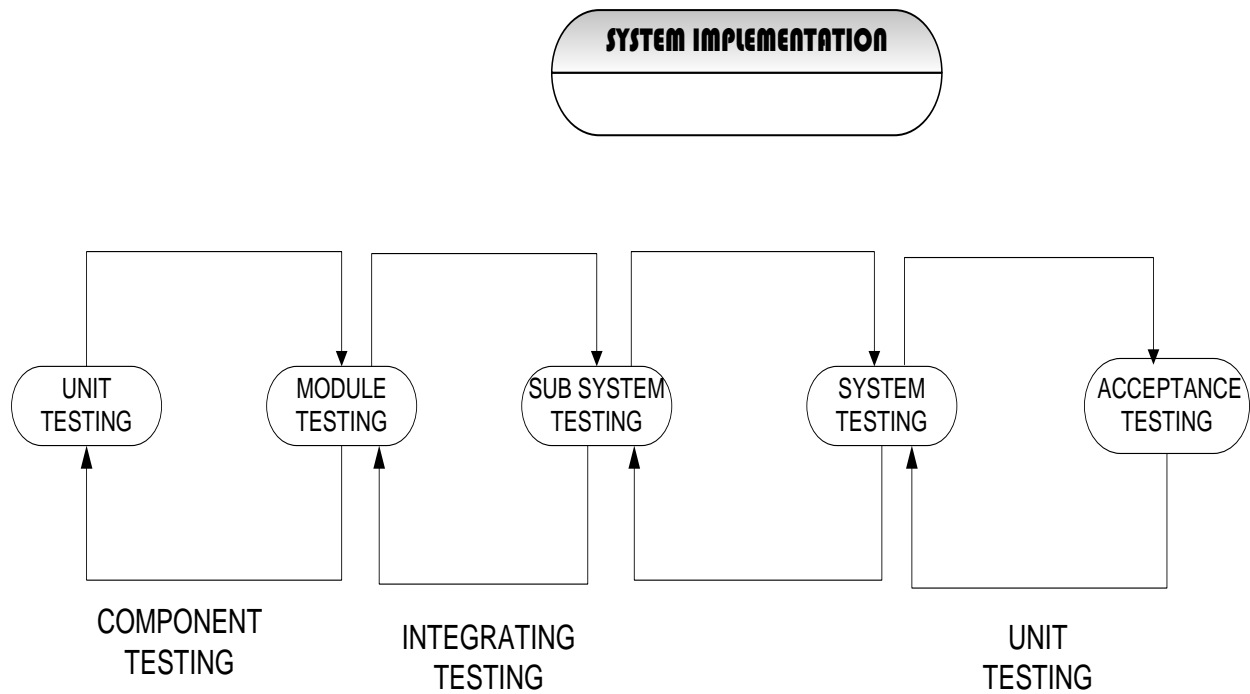 SYSTEM IMPLEMENTATION
UNIT
TESTING
MODULE
TESTING
SUB SYSTEM
TESTING
SYSTEM
TESTING
ACCEPTANCE
TESTING
COMPONENT
TESTING
INTEGRATING
TESTING
UNIT
TESTING